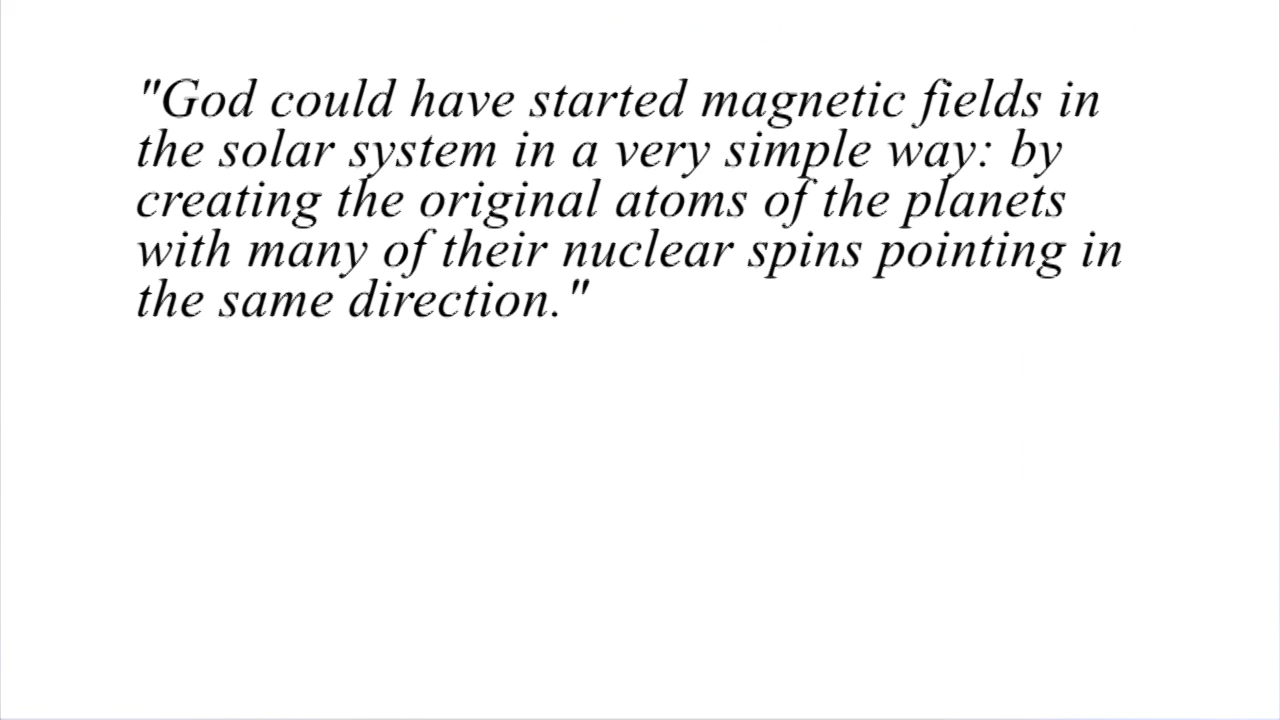 "God could have started magnetic fields in
the solar system in a very simple way: by
creating the original atoms of the planets
with many of their nuclear spins pointing in
the same direction."